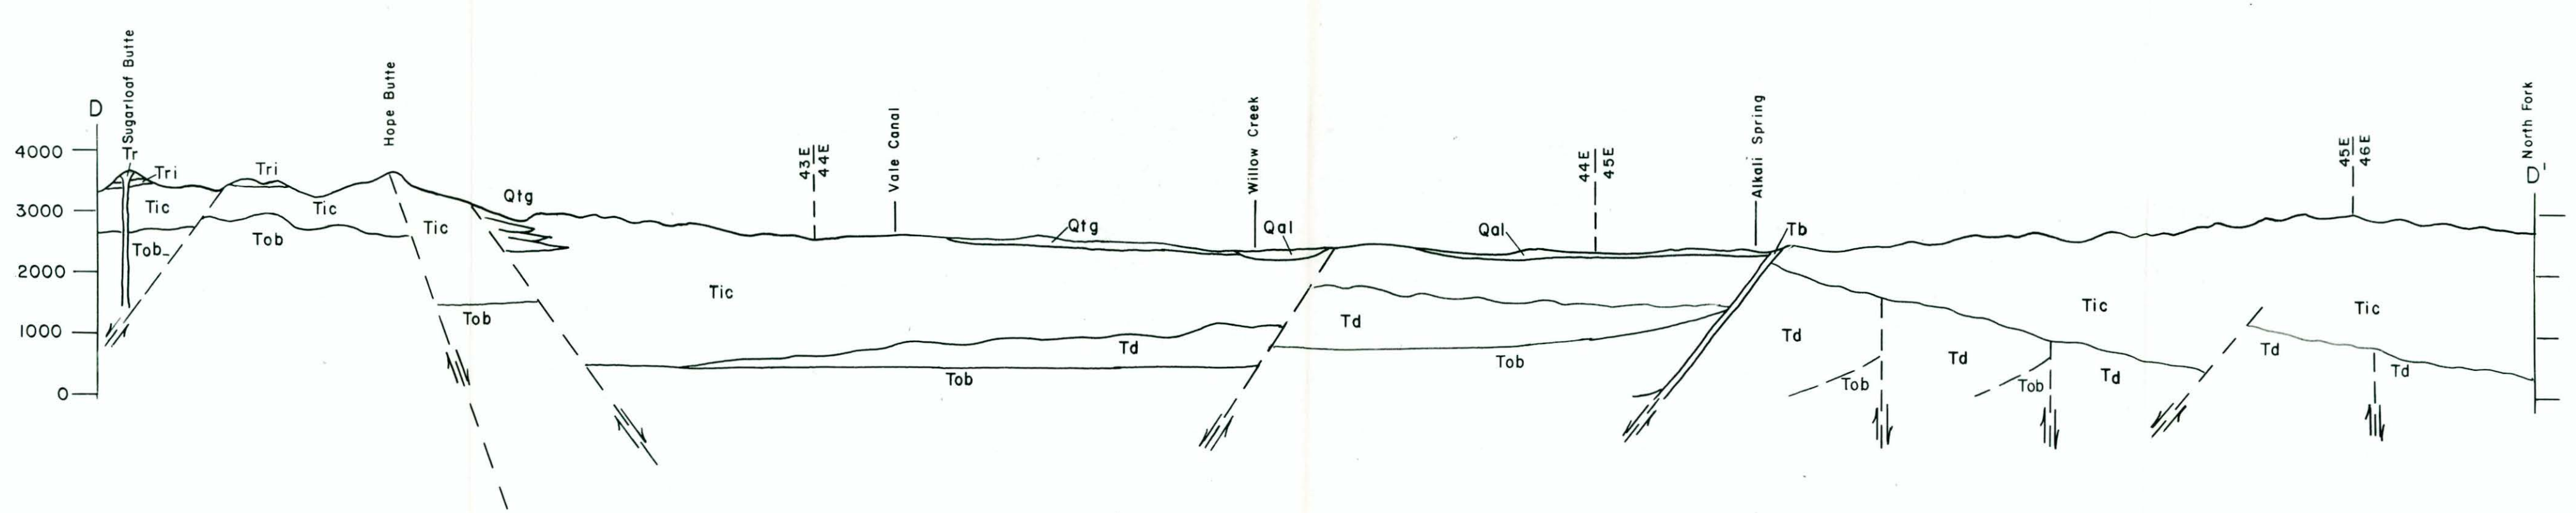 D
Sugarloaf Butte
Hope Butte
43E
44E
Vale Canal
Willow Creek
44E
45E
Alkali Spring
45E
46E
North Fork
D'
4000
3000
2000
1000
0
Tr
Tri
Tri
Tic
Tic
Tic
Qtg
Tob
Tob
Tob
Tic
Qtg
Qal
Qal
Tb
Td
Tob
Td
Tob
Td
Tob
Td
Tob
Td
Tic
Tic
Td
Td